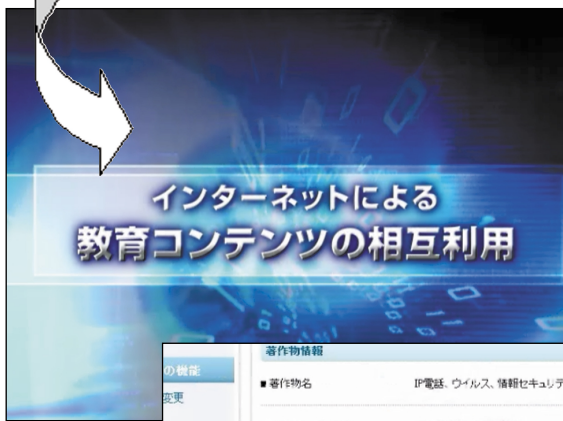 インターネットによる
教育コンテンツの相互利用
著作物情報
の機能
■ 著作物名 IP電話、ウイルス、情報セキュリテ
変更